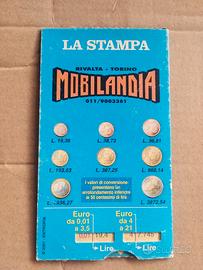 LA STAMPA
RIVALTA - TORINO
MOBILANDIA
011/9003381
L. 19,36
L. 38,73
L. 96,81
L. 193,63
L. 387,25
L. 968,14
L. 1936,27
L. 3872,54
I valori di conversione
presentano un
arrotondamento inferiore
ai 50 centesimi di lira
Euro
da 0,01
a 3,5
Euro
da 4
a 21
Lire
Lire